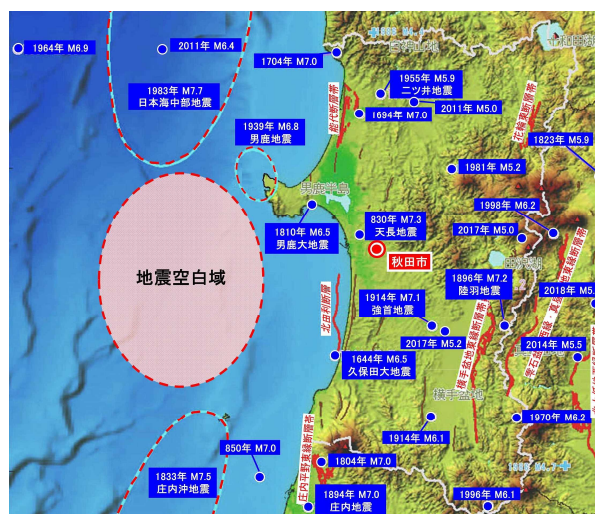 1964年 M6.9
2011年 M6.4
1704年 M7.0
白神山地
1983年 M7.7
日本海中部地震
1955年 M5.9
二ツ井地震
2011年 M5.0
1694年 M7.0
能代断層帯
花輪東断層帯
1939年 M6.8
男鹿地震
1823年 M5.9
1981年 M5.2
男鹿半島
1998年 M6.2
1810年 M6.5
男鹿大地震
830年 M7.3
天長地震
2017年 M5.0
秋田市
田沢湖
地震空白域
北由利断層
1914年 M7.1
強首地震
1896年 M7.2
陸羽地震
2017年 M5.2
2018年 M5.
2014年 M5.5
横手盆地東縁断層帯
1644年 M6.5
久保田大地震
横手盆地
1914年 M6.1
1970年 M6.2
850年 M7.0
庄内平野東縁断層帯
1804年 M7.0
1833年 M7.5
庄内沖地震
1894年 M7.0
庄内地震
1996年 M6.1